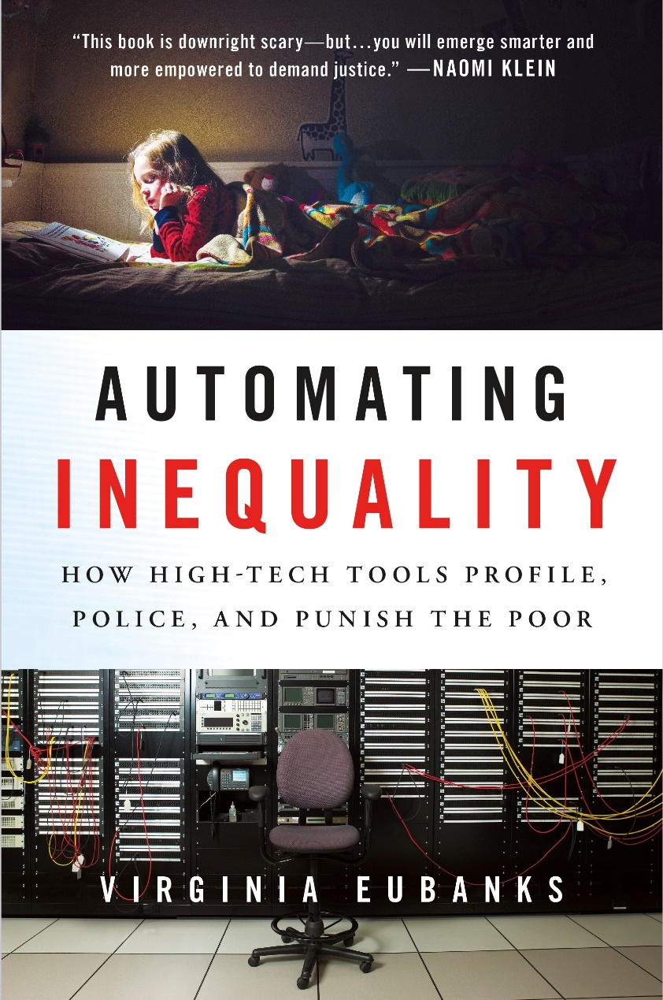 “This book is downright scary—but…you will emerge smarter and
more empowered to demand justice.” —NAOMI KLEIN
AUTOMATING
INEQUALITY
HOW HIGH-TECH TOOLS PROFILE,
POLICE, AND PUNISH THE POOR
VIRGINIA EUBANKS